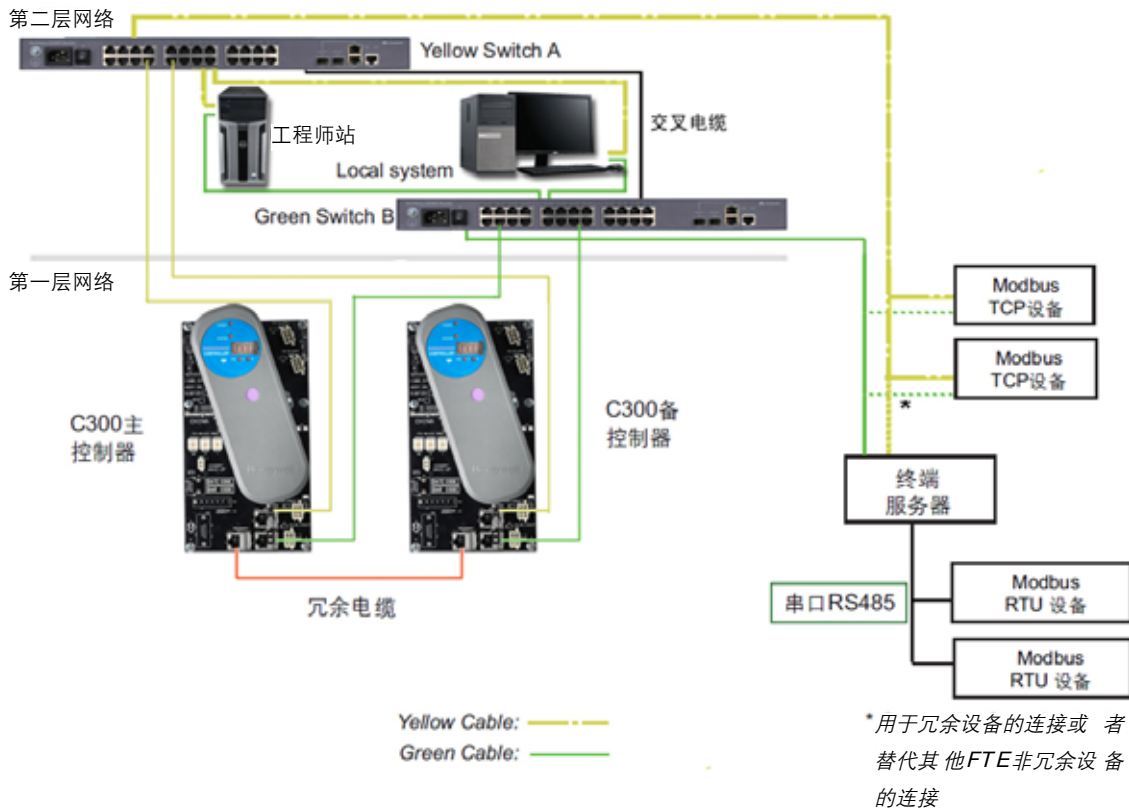 第二层网络
Yellow Switch A
工程师站
交叉电缆
Local system
Green Switch B
第一层网络
Modbus
TCP设备
Modbus
TCP设备
*
C300主
控制器
C300备
控制器
终端
服务器
冗余电缆
串口RS485
Modbus
RTU 设备
Modbus
RTU 设备
Yellow Cable:
Green Cable:
*用于冗余设备的连接或 者
替代其 他FTE非冗余设 备
的连接